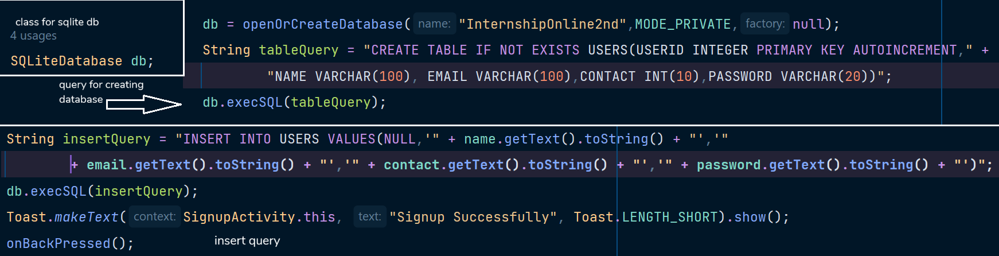 class for sqlite db
4 usages
SQLiteDatabase db;
query for creating
database
db = openOrCreateDatabase( name: "InternshipOnline2nd",MODE_PRIVATE, factory: null);
String tableQuery = "CREATE TABLE IF NOT EXISTS USERS(USERID INTEGER PRIMARY KEY AUTOINCREMENT," +
"NAME VARCHAR(100), EMAIL VARCHAR(100),CONTACT INT(10),PASSWORD VARCHAR(20))";
db.execSQL(tableQuery);
String insertQuery = "INSERT INTO USERS VALUES(NULL,'" + name.getText().toString() + "','"
+ email.getText().toString() + "','" + contact.getText().toString() + "','" + password.getText().toString() + "')";
db.execSQL(insertQuery);
Toast.makeText( context: SignupActivity.this, text: "Signup Successfully", Toast.LENGTH_SHORT).show();
onBackPressed();
insert query